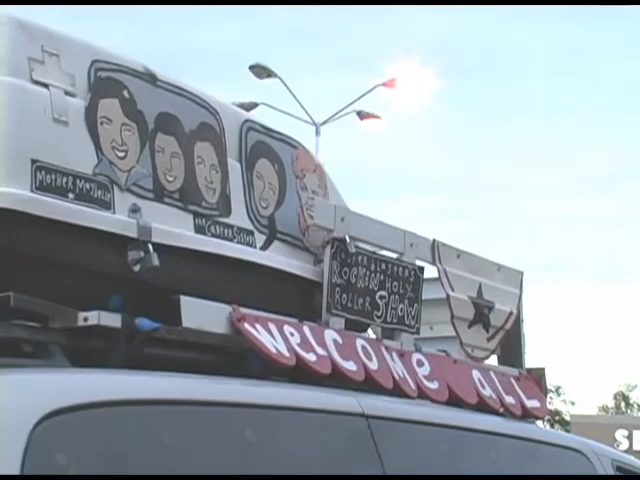 MOTHER MAYBELLE
the CARTER SISTERS
ROCKIN' HOLY
ROLLER SHOW
WELCOME ALL